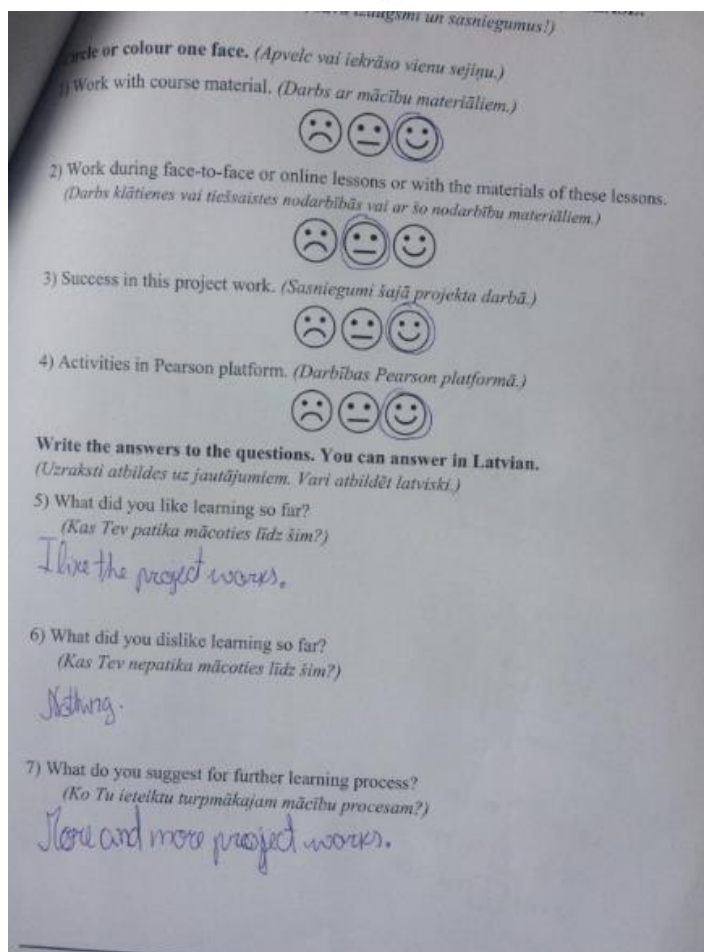 un sasniegumus!)
or colour one face. (Apvelc vai iekrāso vienu sejiņu.)
1) Work with course material. (Darbs ar mācību materiāliem.)
2) Work during face-to-face or online lessons or with the materials of these lessons.
(Darbs klātienes vai tiešsaistes nodarbībās vai ar šo nodarbību materiāliem.)
3) Success in this project work. (Sasniegumi šajā projekta darbā.)
4) Activities in Pearson platform. (Darbības Pearson platformā.)
Write the answers to the questions. You can answer in Latvian.
(Uzraksti atbildes uz jautājumiem. Vari atbildēt latviski.)
5) What did you like learning so far?
(Kas Tev patika mācoties līdz šim?)
I like the project works.
6) What did you dislike learning so far?
(Kas Tev nepatika mācoties līdz šim?)
Nothing.
7) What do you suggest for further learning process?
(Ko Tu ieteiktu turpmākajam mācību procesam?)
More and more project works.